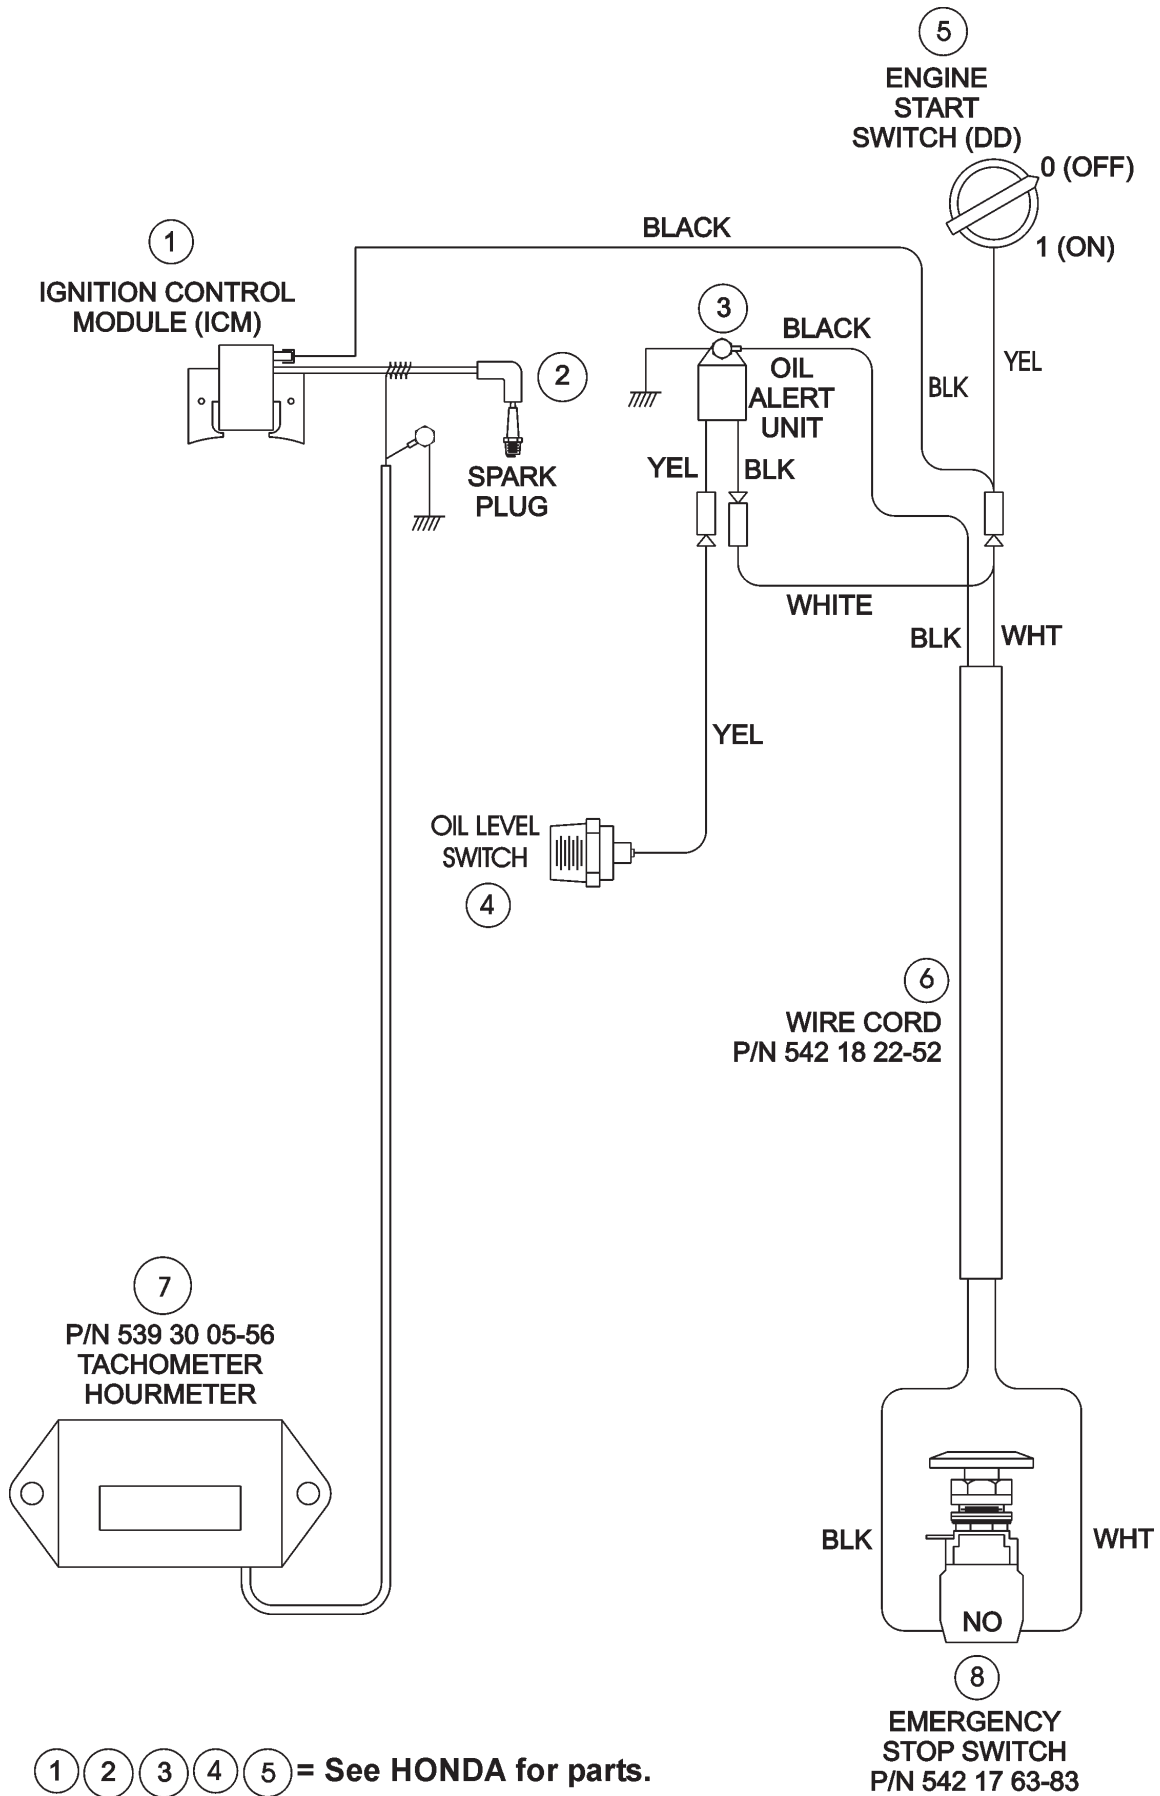 5
ENGINE
START
SWITCH (DD)
0 (OFF)
1 (ON)
BLACK
1
IGNITION CONTROL
MODULE (ICM)
3
BLACK
OIL
ALERT
UNIT
YEL
BLK
2
SPARK
PLUG
YEL
BLK
WHITE
BLK
WHT
YEL
OIL LEVEL
SWITCH
4
6
WIRE CORD
P/N 542 18 22-52
7
P/N 539 30 05-56
TACHOMETER
HOURMETER
BLK
WHT
NO
8
EMERGENCY
STOP SWITCH
P/N 542 17 63-83
1 2 3 4 5 = See HONDA for parts.